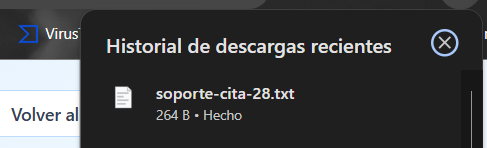 Virus
Historial de descargas recientes
soporte-cita-28.txt
264 B • Hecho
Volver al